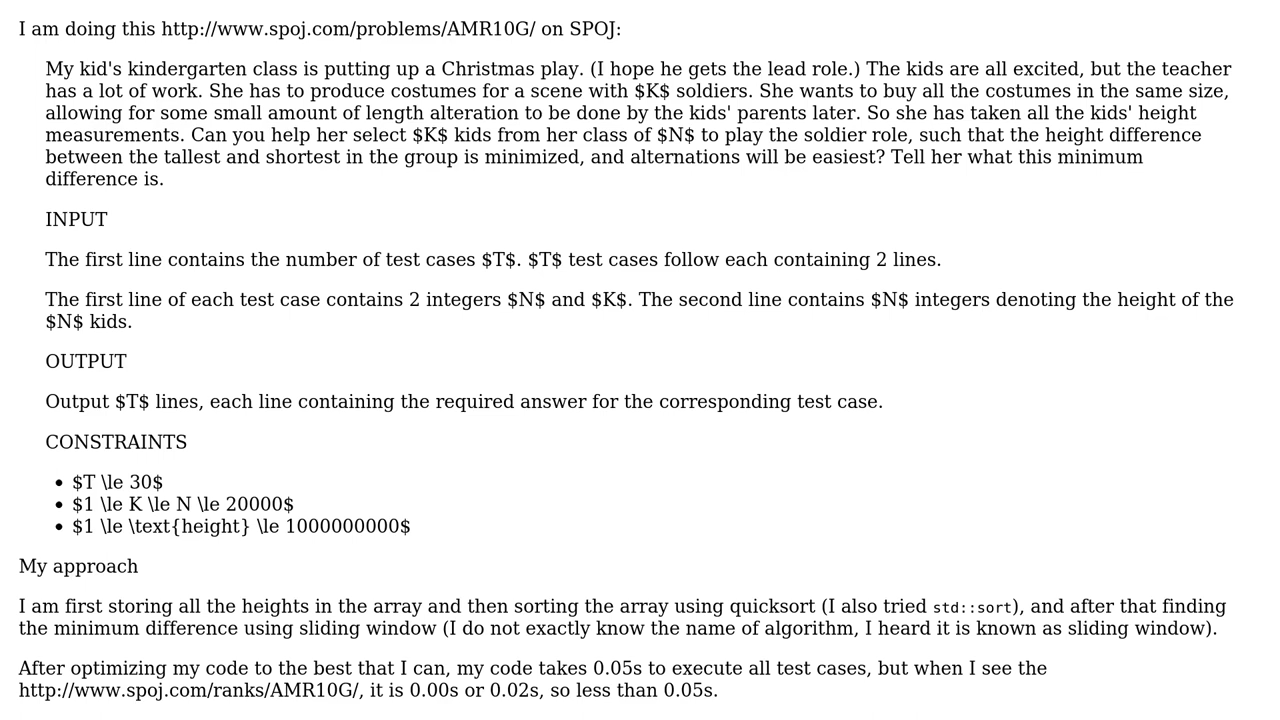 I am doing this http://www.spoj.com/problems/AMR10G/ on SPOJ:
My kid's kindergarten class is putting up a Christmas play. (I hope he gets the lead role.) The kids are all excited, but the teacher
has a lot of work. She has to produce costumes for a scene with $K$ soldiers. She wants to buy all the costumes in the same size,
allowing for some small amount of length alteration to be done by the kids' parents later. So she has taken all the kids' height
measurements. Can you help her select $K$ kids from her class of $N$ to play the soldier role, such that the height difference
between the tallest and shortest in the group is minimized, and alternations will be easiest? Tell her what this minimum
difference is.
INPUT
The first line contains the number of test cases $T$. $T$ test cases follow each containing 2 lines.
The first line of each test case contains 2 integers $N$ and $K$. The second line contains $N$ integers denoting the height of the
$N$ kids.
OUTPUT
Output $T$ lines, each line containing the required answer for the corresponding test case.
CONSTRAINTS
• $T \le 30$
• $1 \le K \le N \le 20000$
• $1 \le \text{height} \le 1000000000$
My approach
I am first storing all the heights in the array and then sorting the array using quicksort (I also tried std::sort), and after that finding
the minimum difference using sliding window (I do not exactly know the name of algorithm, I heard it is known as sliding window).
After optimizing my code to the best that I can, my code takes 0.05s to execute all test cases, but when I see the
http://www.spoj.com/ranks/AMR10G/, it is 0.00s or 0.02s, so less than 0.05s.